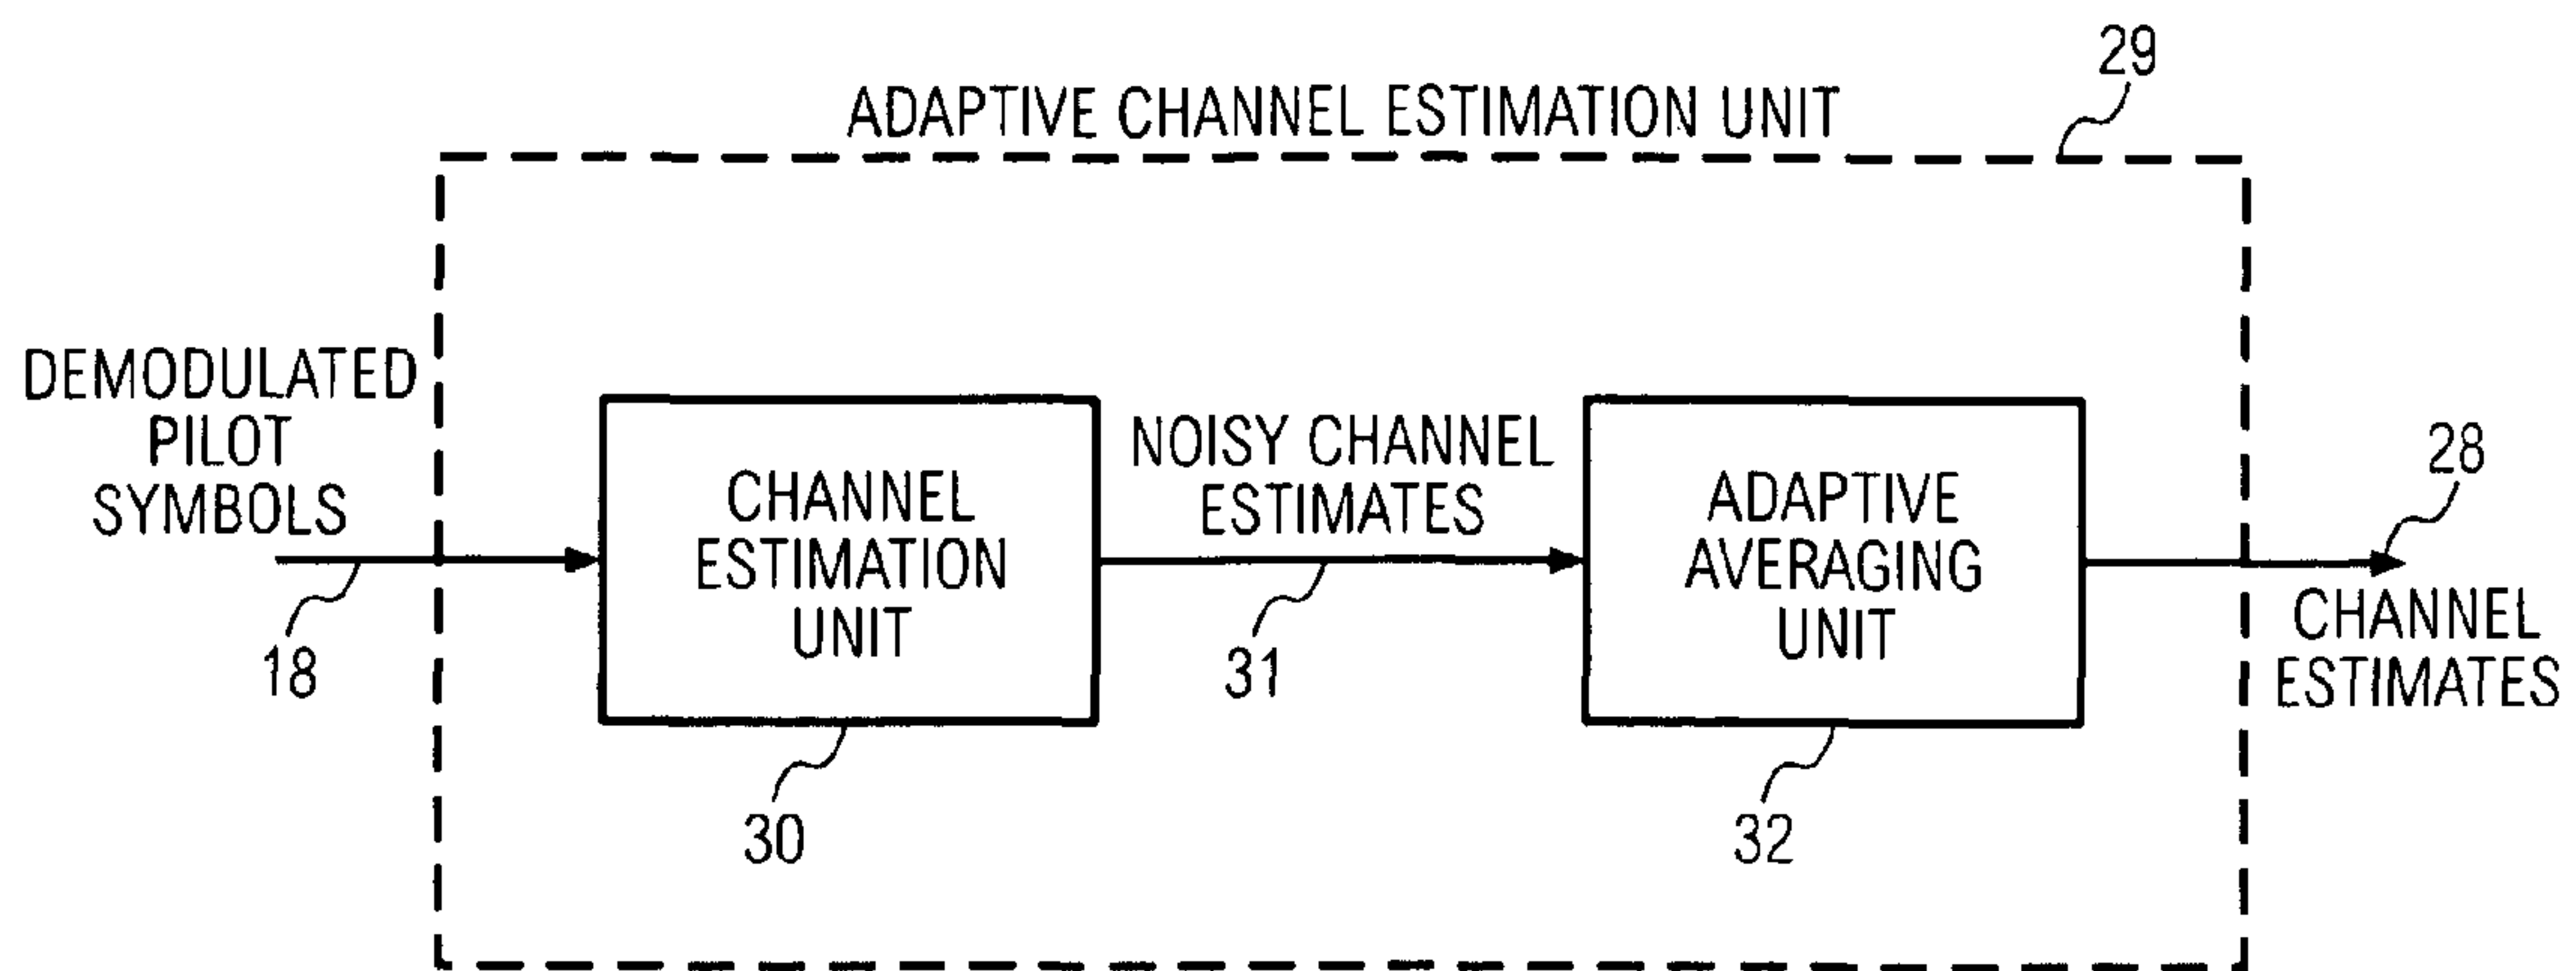 29
ADAPTIVE CHANNEL ESTIMATION UNIT
DEMODULATED
PILOT
SYMBOLS
18
CHANNEL
ESTIMATION
UNIT
30
NOISY CHANNEL
ESTIMATES
31
ADAPTIVE
AVERAGING
UNIT
32
28
CHANNEL
ESTIMATES